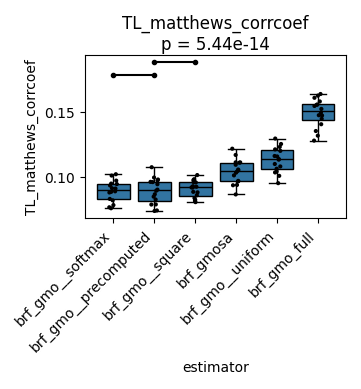 TL_matthews_corrcoef
p = 5.44e-14
TL_matthews_corrcoef
0.15
0.10
brf_gmo__softmax
brf_gmo__precomputed
brf_gmo__square
brf_gmosa
brf_gmo__uniform
brf_gmo_full
estimator